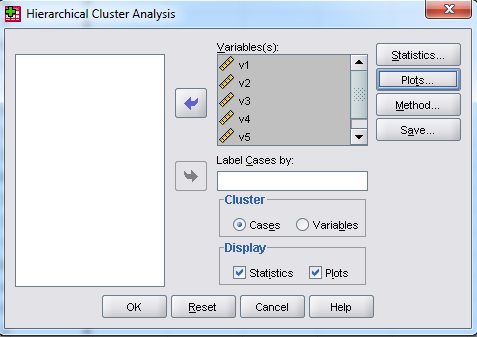 Hierarchical Cluster Analysis
Variables(s):
v1
v2
v3
v4
v5
Statistics...
Plots...
Method...
Save...
Label Cases by:
Cluster
Cases Variables
Display
Statistics Plots
OK Reset Cancel Help